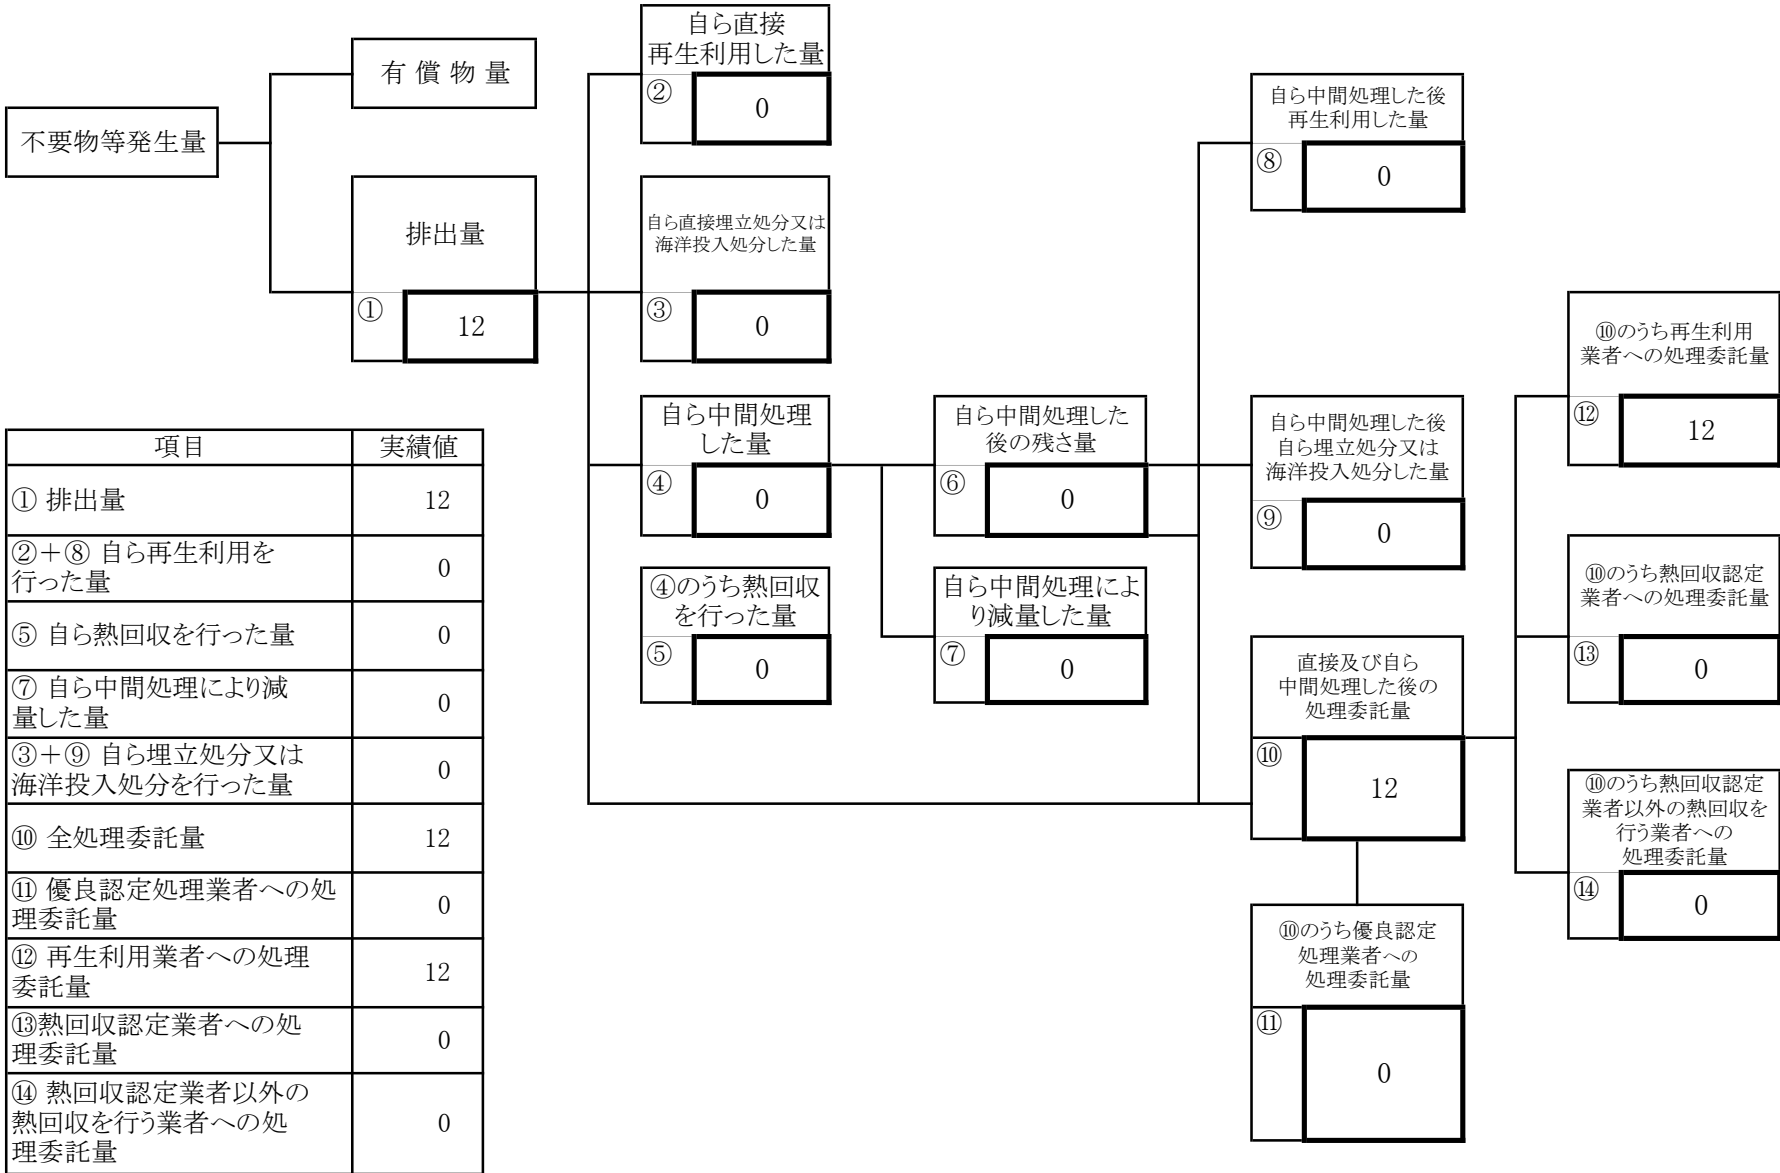 不要物等発生量
有 償 物 量
排出量
①
12
自ら直接
再生利用した量
②
0
自ら直接埋立処分又は
海洋投入処分した量
③
0
自ら中間処理
した量
④
0
④のうち熱回収
を行った量
⑤
0
自ら中間処理した
後の残さ量
⑥
0
自ら中間処理によ
り減量した量
⑦
0
自ら中間処理した後
再生利用した量
⑧
0
自ら中間処理した後
自ら埋立処分又は
海洋投入処分した量
⑨
0
直接及び自ら
中間処理した後の
処理委託量
⑩
12
⑩のうち優良認定
処理業者への
処理委託量
⑪
0
⑩のうち再生利用
業者への処理委託量
⑫
12
⑩のうち熱回収認定
業者への処理委託量
⑬
0
⑩のうち熱回収認定
業者以外の熱回収を
行う業者への
処理委託量
⑭
0
項目 実績値
① 排出量 12
②+⑧ 自ら再生利用を
行った量 0
⑤ 自ら熱回収を行った量 0
⑦ 自ら中間処理により減
量した量 0
③+⑨ 自ら埋立処分又は
海洋投入処分を行った量 0
⑩ 全処理委託量 12
⑪ 優良認定処理業者への処
理委託量 0
⑫ 再生利用業者への処理
委託量 12
⑬熱回収認定業者への処
理委託量 0
⑭ 熱回収認定業者以外の
熱回収を行う業者への処
理委託量 0